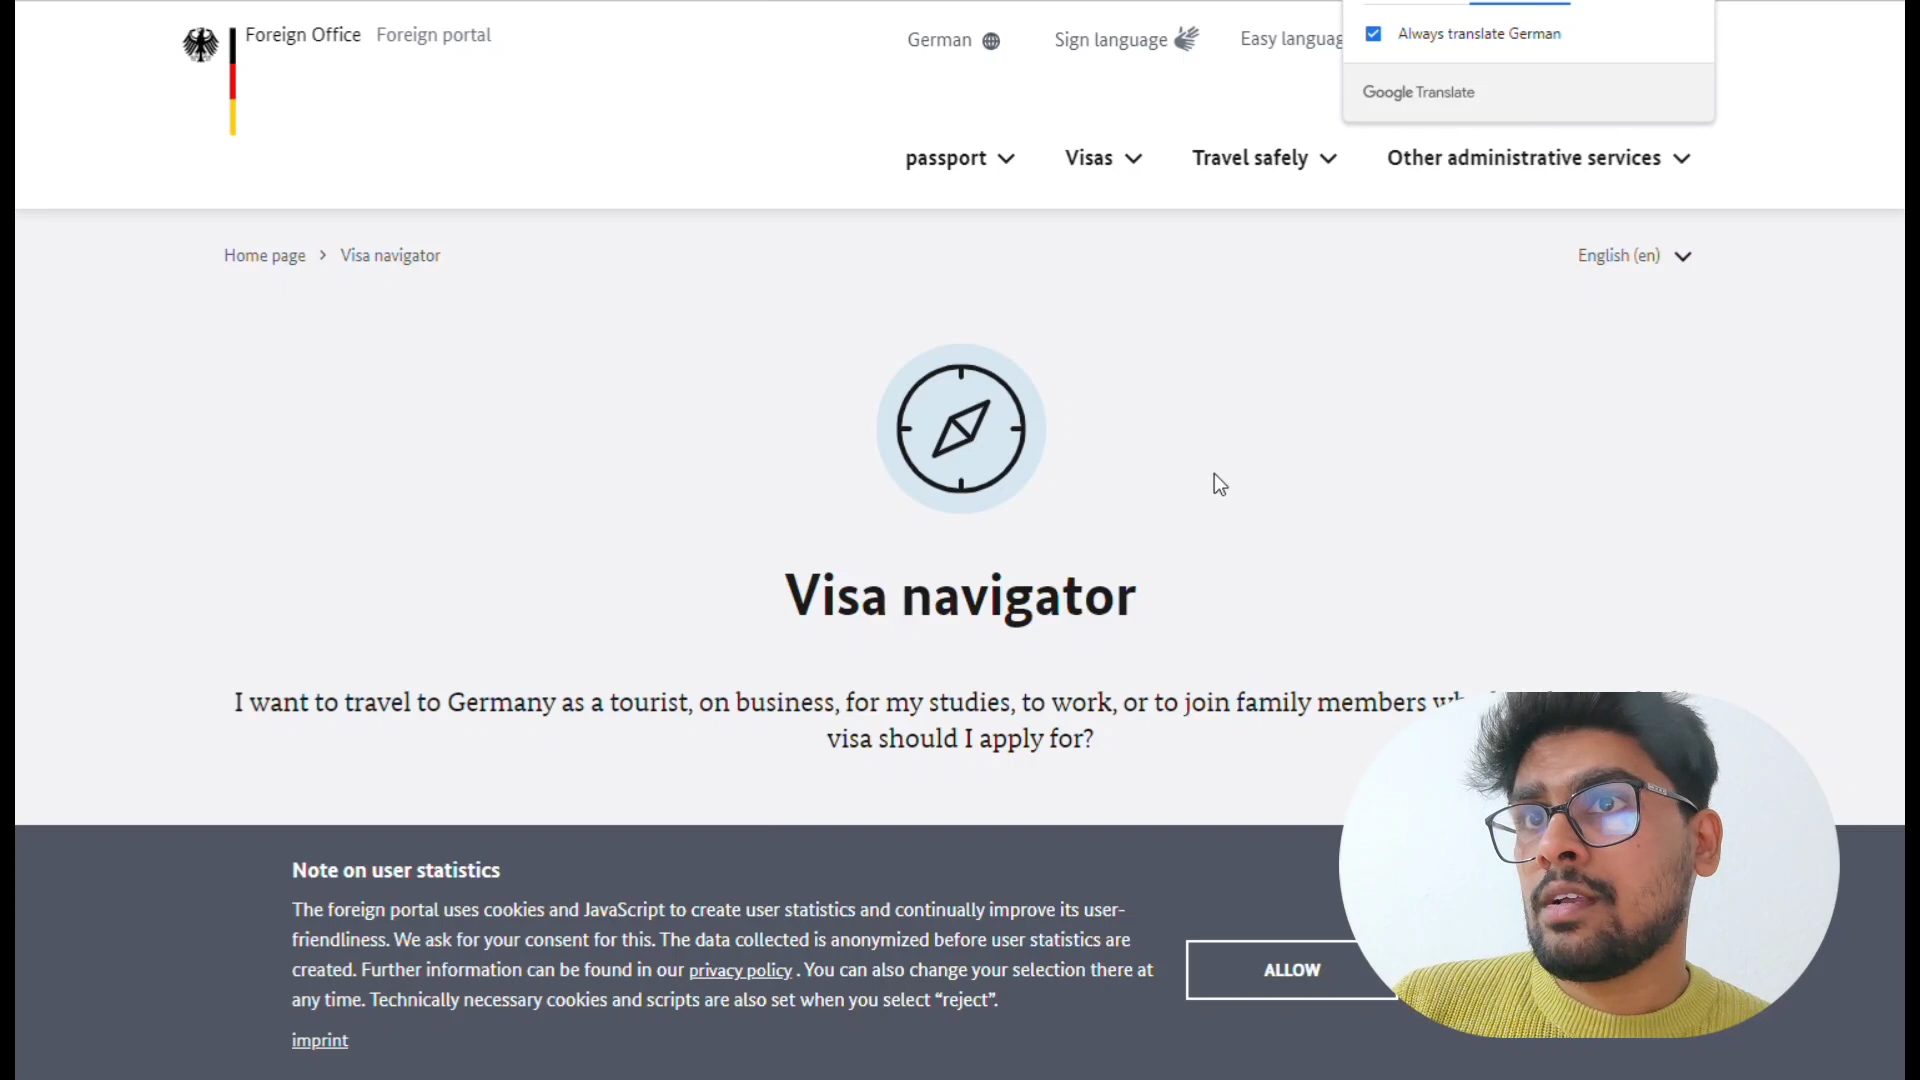 Foreign Office Foreign portal
German
Sign language
Easy languag
Always translate German
Google Translate
passport
Visas
Travel safely
Other administrative services
Home page > Visa navigator
English (en)
Visa navigator
I want to travel to Germany as a tourist, on business, for my studies, to work, or to join family members
visa should I apply for?
Note on user statistics
The foreign portal uses cookies and JavaScript to create user statistics and continually improve its user-
friendliness. We ask for your consent for this. The data collected is anonymized before user statistics are
created. Further information can be found in our privacy policy . You can also change your selection there at
any time. Technically necessary cookies and scripts are also set when you select “reject”.
imprint
ALLOW